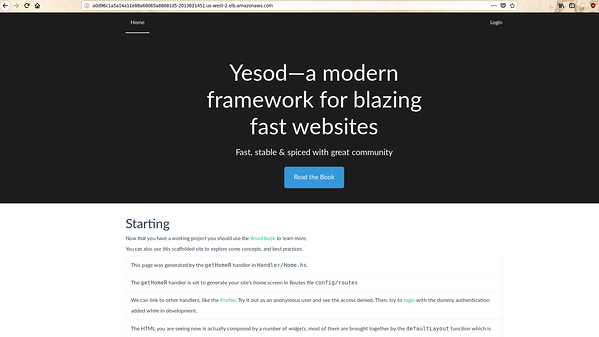 a0d96c1a5a14a11e88a68065a88681d5-2013621451.us-west-2.elb.amazonaws.com
Home
Login
Yesod—a modern
framework for blazing
fast websites
Fast, stable & spiced with great community
Read the Book
Starting
Now that you have a working project you should use the Yesod book to learn more.
You can also use this scaffolded site to explore some concepts, and best practices.
This page was generated by the getHomeR handler in Handler/Home.hs.
The getHomeR handler is set to generate your site's home screen in Routes file config/routes
We can link to other handlers, like the Profile. Try it out as an anonymous user and see the access denied. Then, try to login with the dummy authentication
added while in development.
The HTML you are seeing now is actually composed by a number of widgets, most of them are brought together by the defaultLayout function which is